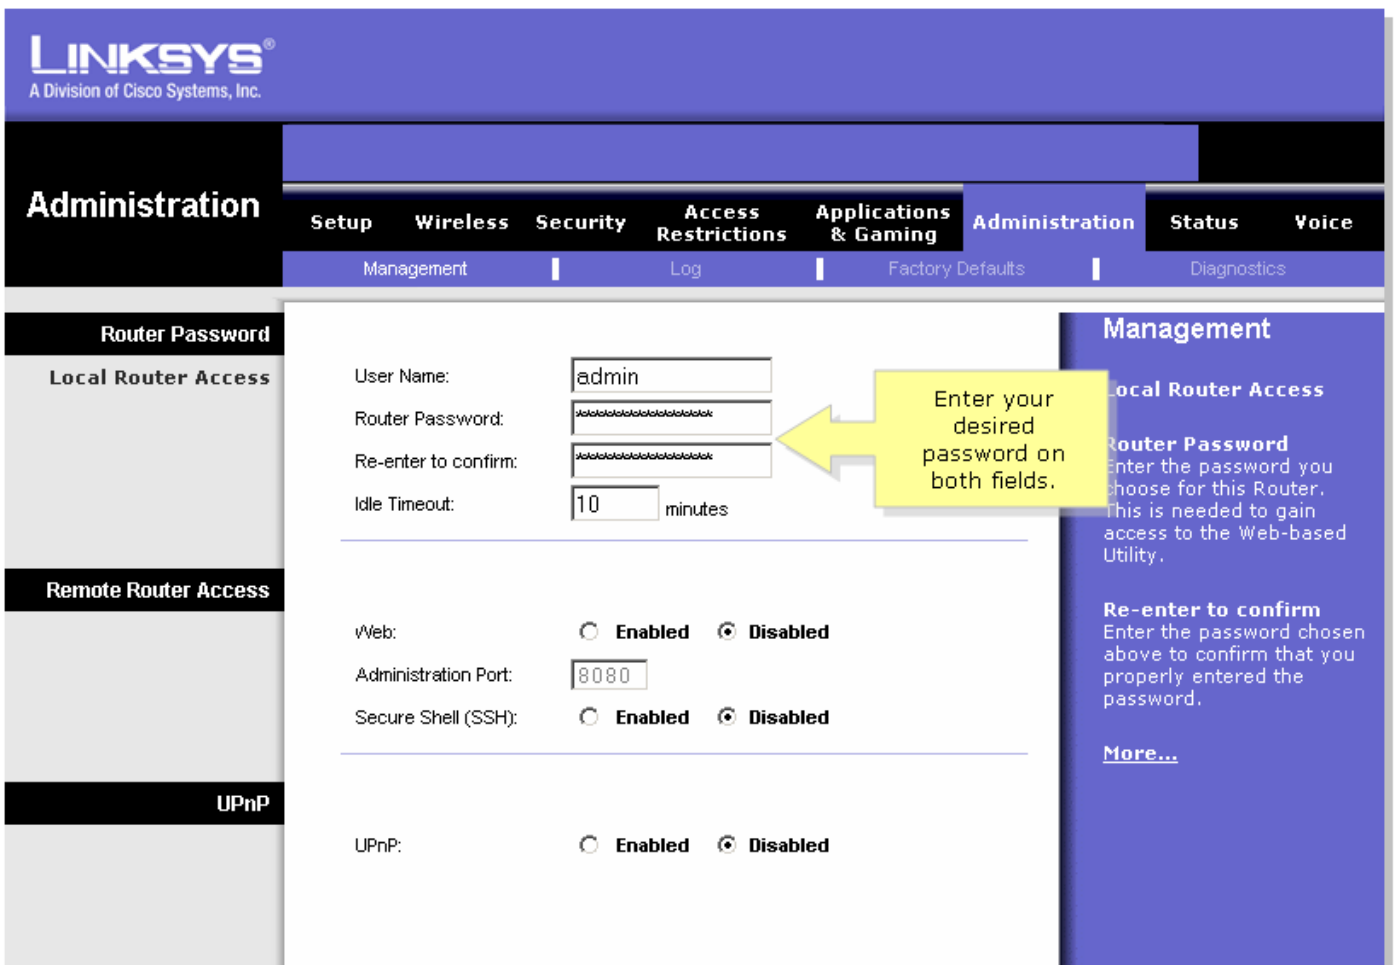 LINKSYS®
A Division of Cisco Systems, Inc.
Administration
Setup
Wireless
Security
Access
Restrictions
Applications
& Gaming
Administration
Status
Voice
Management
Log
Factory Defaults
Diagnostics
Router Password
Local Router Access
User Name:
admin
Router Password:
*******************
Re-enter to confirm:
*******************
Idle Timeout:
10
minutes
Enter your
desired
password on
both fields.
Remote Router Access
Web:
Enabled
Disabled
Administration Port:
8080
Secure Shell (SSH):
Enabled
Disabled
UPnP
UPnP:
Enabled
Disabled
Management
Local Router Access
Router Password
Enter the password you
choose for this Router.
This is needed to gain
access to the Web-based
Utility.
Re-enter to confirm
Enter the password chosen
above to confirm that you
properly entered the
password.
More...